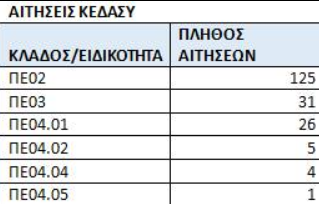 ΑΙΤΗΣΕΙΣ ΚΕΔΑΣΥ
ΚΛΑΔΟΣ/ΕΙΔΙΚΟΤΗΤΑ ΠΛΗΘΟΣ ΑΙΤΗΣΕΩΝ
ΠΕ02 125
ΠΕ03 31
ΠΕ04.01 26
ΠΕ04.02 5
ΠΕ04.04 4
ΠΕ04.05 1